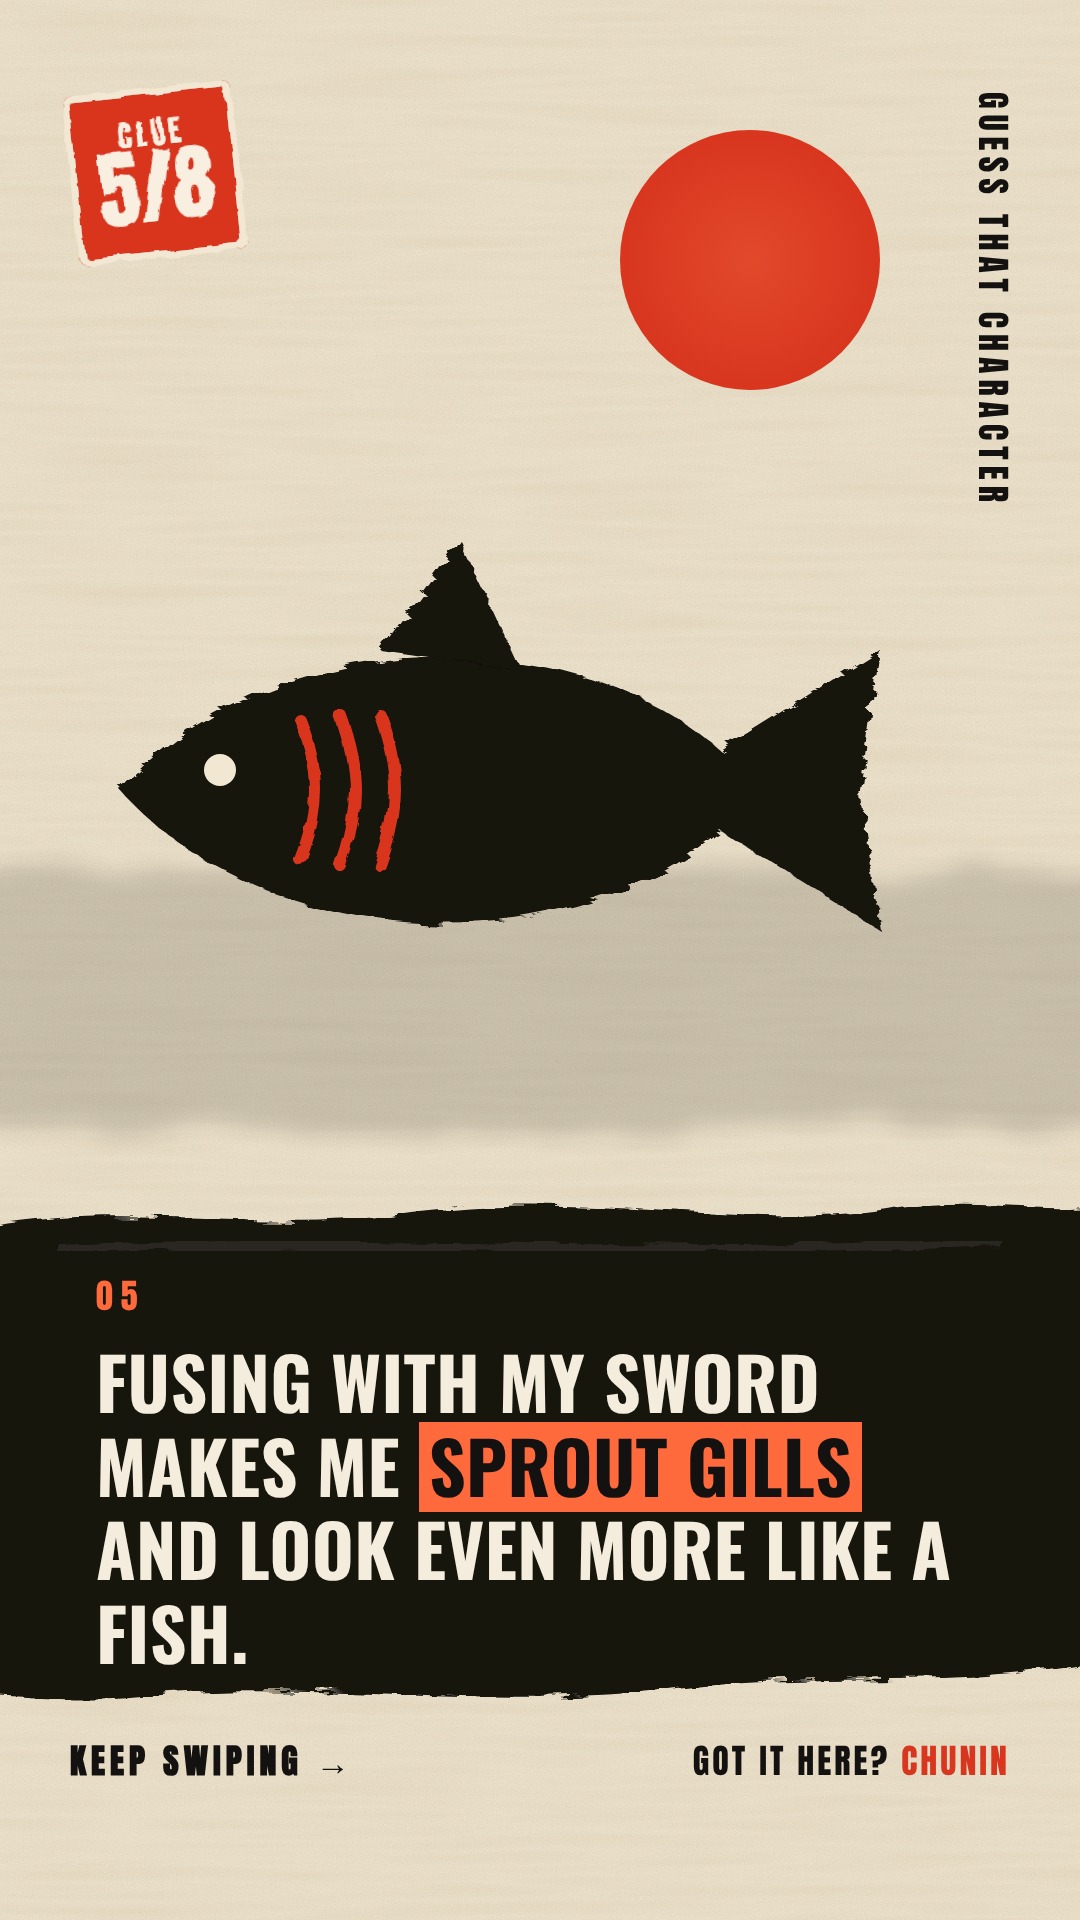 CLUE
5/8
GUESS THAT CHARACTER
05
FUSING WITH MY SWORD
MAKES ME SPROUT GILLS
AND LOOK EVEN MORE LIKE A
FISH.
KEEP SWIPING →
GOT IT HERE? CHUNIN